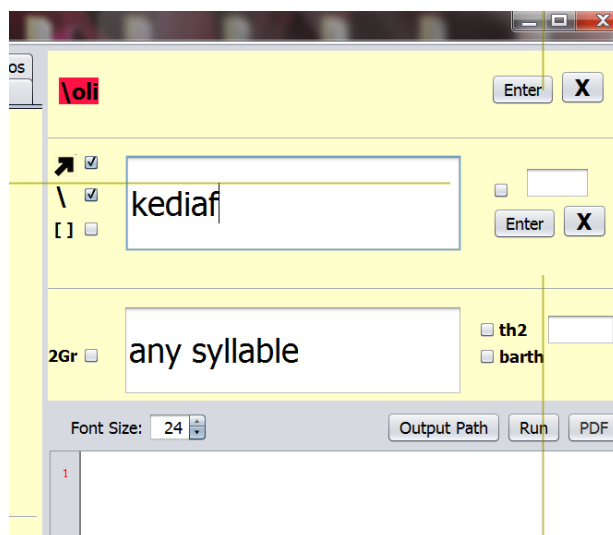 os
\oli
Enter X
\
kediaf
[ ]
Enter X
2Gr
any syllable
th2
barth
Font Size: 24
Output Path Run PDF
1